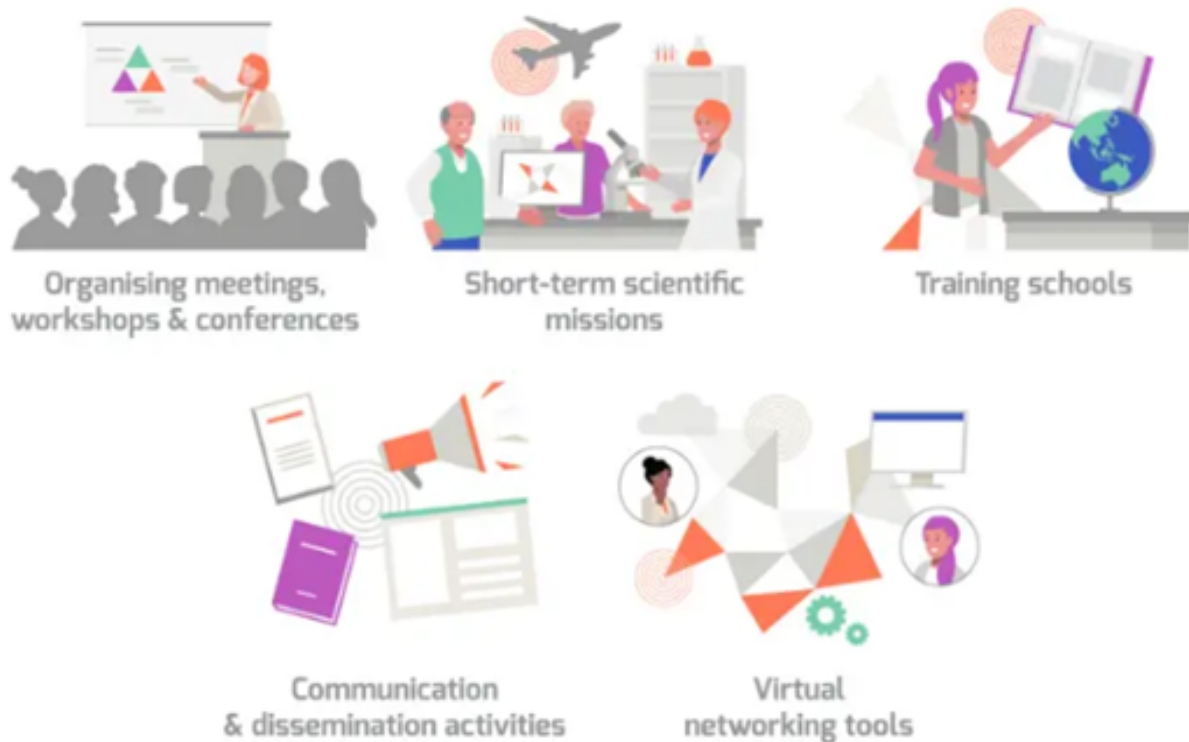 Organising meetings,
workshops & conferences
Short-term scientific
missions
Training schools
Communication
& dissemination activities
Virtual
networking tools